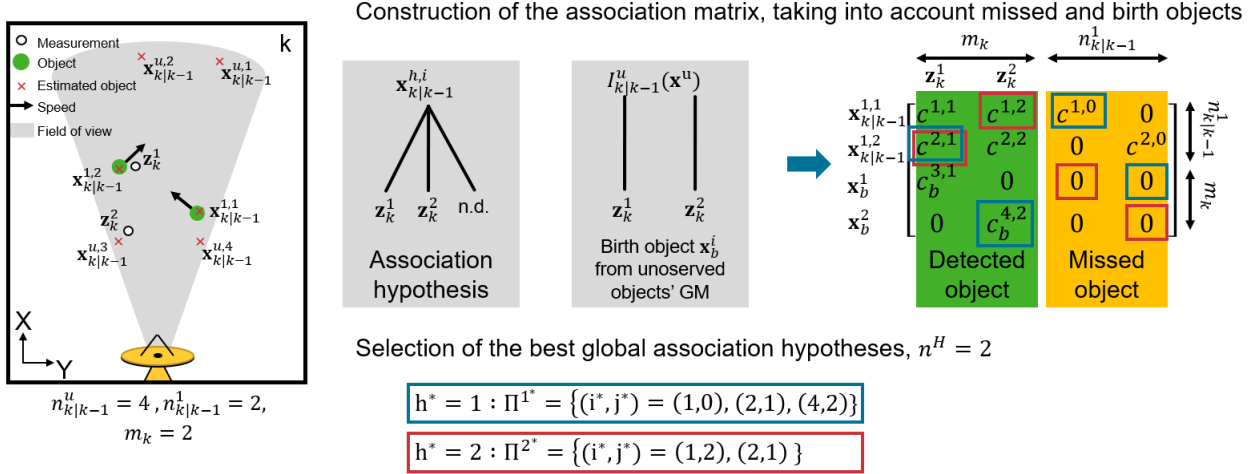 Construction of the association matrix, taking into account missed and birth objects
k
Measurement
Object
Estimated object
Speed
Field of view
𝐱^{u,2}_{k|k−1}
𝐱^{u,1}_{k|k−1}
𝐳^1_k
𝐱^{1,2}_{k|k−1}
𝐱^{1,1}_{k|k−1}
𝐳^2_k
𝐱^{u,3}_{k|k−1}
𝐱^{u,4}_{k|k−1}
X
Y
n^u_{k|k−1} = 4 , n^1_{k|k−1} = 2,
m_k = 2
𝐱^{h,i}_{k|k−1}
𝐳^1_k 𝐳^2_k n.d.
Association
hypothesis
I^u_{k|k−1}(𝐱^u)
𝐳^1_k 𝐳^2_k
Birth object 𝐱^i_b
from unoserved
objects' GM
m_k n^1_{k|k−1}
𝐳^1_k 𝐳^2_k
𝐱^{1,1}_{k|k−1} c^{1,1} c^{1,2} c^{1,0} 0
𝐱^{1,2}_{k|k−1} c^{2,1} c^{2,2} 0 c^{2,0}
𝐱^1_b c^{3,1}_b 0 0 0
𝐱^2_b 0 c^{4,2}_b 0 0
n^1_{k|k−1}
m_k
Detected
object
Missed
object
Selection of the best global association hypotheses, n^H = 2
h* = 1 : Π^{1*} = {(i*, j*) = (1,0), (2,1), (4,2)}
h* = 2 : Π^{2*} = {(i*, j*) = (1,2), (2,1) }